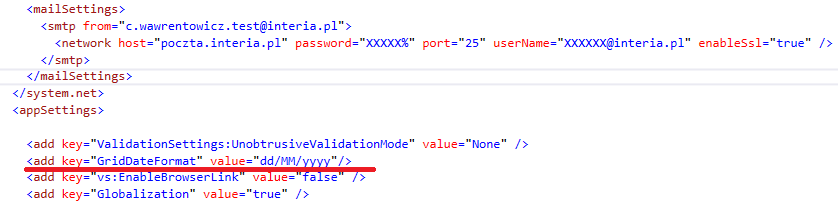 <mailSettings>
<smtp from="c.wawrentowicz.test@interia.pl">
<network host="poczta.interia.pl" password="XXXXX%" port="25" userName="XXXXXX@interia.pl" enableSsl="true" />
</smtp>
</mailSettings>
</system.net>
<appSettings>
<add key="ValidationSettings:UnobtrusiveValidationMode" value="None" />
<add key="GridDateFormat" value="dd/MM/yyyy"/>
<add key="vs:EnableBrowserLink" value="false" />
<add key="Globalization" value="true" />